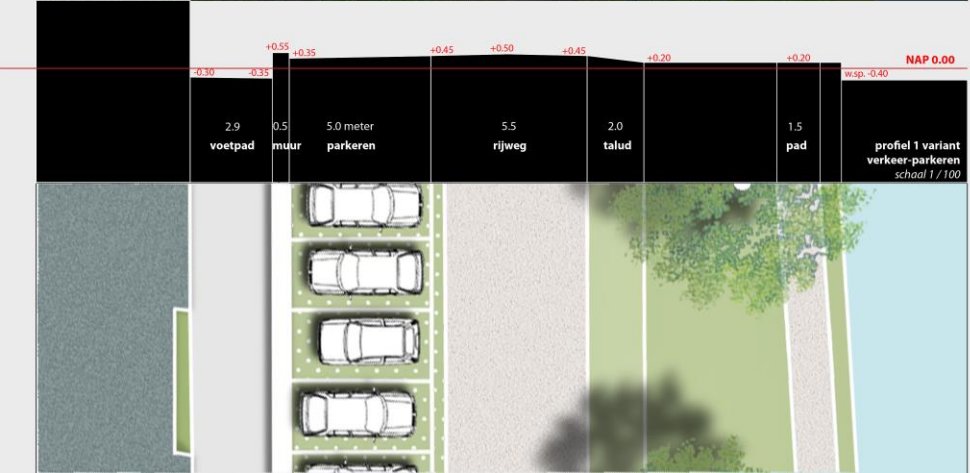 +0.55
+0.35
+0.45
+0.50
+0.45
+0.20
+0.20
NAP 0.00
-0.30
-0.35
w.sp. -0.40
2.9
0.5
5.0 meter
5.5
2.0
1.5
voetpad
muur
parkeren
rijweg
talud
pad
profiel 1 variant
verkeer-parkeren
schaal 1 / 100